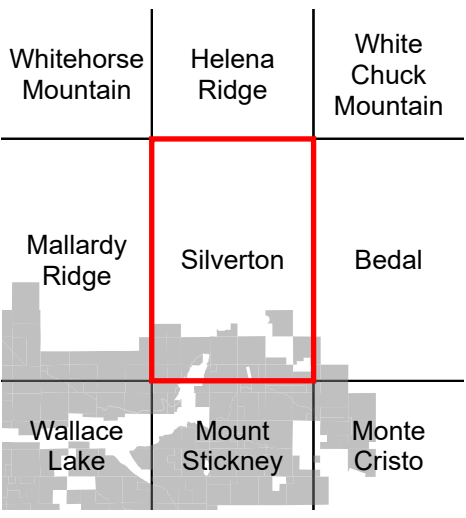 Whitehorse
Mountain
Helena
Ridge
White
Chuck
Mountain
Mallardy
Ridge
Silverton
Bedal
Wallace
Lake
Mount
Stickney
Monte
Cristo